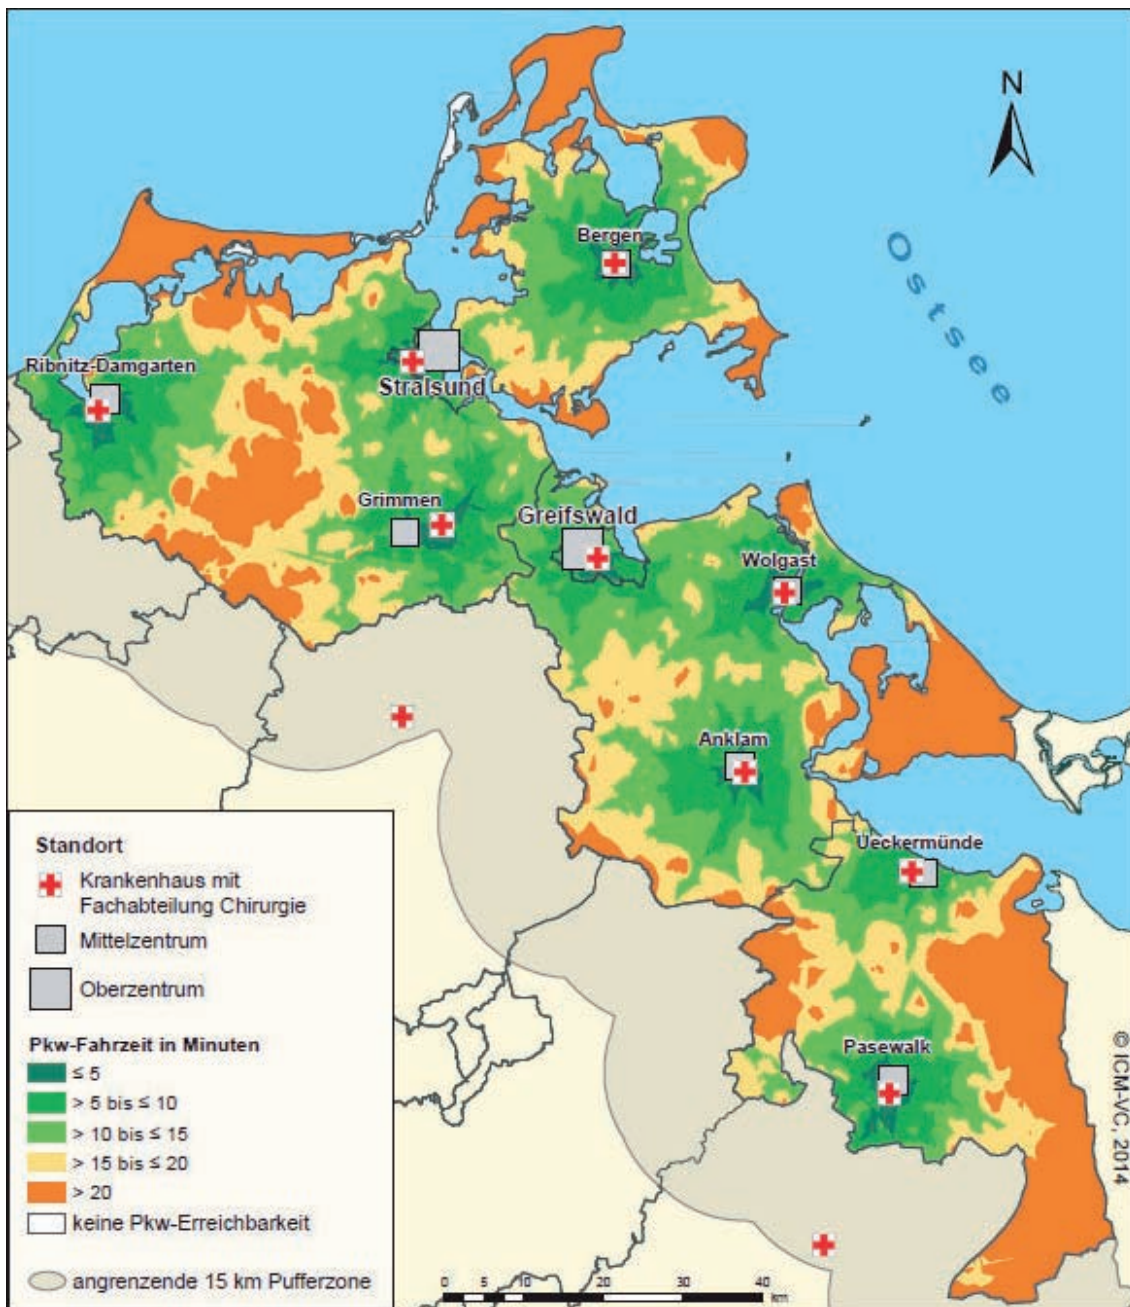 N
Ostsee
Bergen
Ribnitz-Damgarten
Stralsund
Grimmen
Greifswald
Wolgast
Anklam
Ueckermünde
Pasewalk
Standort
Krankenhaus mit
Fachabteilung Chirurgie
Mittelzentrum
Oberzentrum
Pkw-Fahrzeit in Minuten
≤ 5
> 5 bis ≤ 10
> 10 bis ≤ 15
> 15 bis ≤ 20
> 20
keine Pkw-Erreichbarkeit
angrenzende 15 km Pufferzone
0 5 10 20 30 40
km
© ICM-VC, 2014